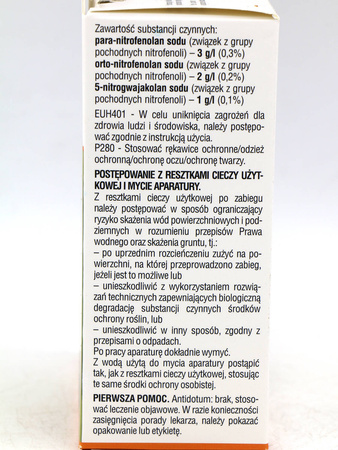 Zawartość substancji czynnych:
para-nitrofenolan sodu (związek z grupy
pochodnych nitrofenoli) – 3 g/l (0,3%)
orto-nitrofenolan sodu (związek z grupy
pochodnych nitrofenoli) – 2 g/l (0,2%)
5-nitrogwajakolan sodu (związek z grupy
pochodnych nitrofenoli) – 1 g/l (0,1%)
EUH401 - W celu uniknięcia zagrożeń dla
zdrowia ludzi i środowiska, należy postępo-
wać zgodnie z instrukcją użycia.
P280 - Stosować rękawice ochronne/odzież
ochronną/ochronę oczu/ochronę twarzy.
POSTĘPOWANIE Z RESZTKAMI CIECZY UŻYT-
KOWEJ I MYCIE APARATURY.
Z resztkami cieczy użytkowej po zabiegu
należy postępować w sposób ograniczający
ryzyko skażenia wód powierzchniowych i pod-
ziemnych w rozumieniu przepisów Prawa
wodnego oraz skażenia gruntu, tj.:
– po uprzednim rozcieńczeniu zużyć na po-
wierzchni, na której przeprowadzono zabieg,
jeżeli jest to możliwe lub
– unieszkodliwić z wykorzystaniem rozwią-
zań technicznych zapewniających biologiczną
degradację substancji czynnych środków
ochrony roślin, lub
– unieszkodliwić w inny sposób, zgodny z
przepisami o odpadach.
Po pracy aparaturę dokładnie wymyć.
Z wodą użytą do mycia aparatury postąpić
tak, jak z resztkami cieczy użytkowej, stosując
te same środki ochrony osobistej.
PIERWSZA POMOC. Antidotum: brak, stoso-
wać leczenie objawowe. W razie konieczności
zasięgnięcia porady lekarza, należy pokazać
opakowanie lub etykietę.